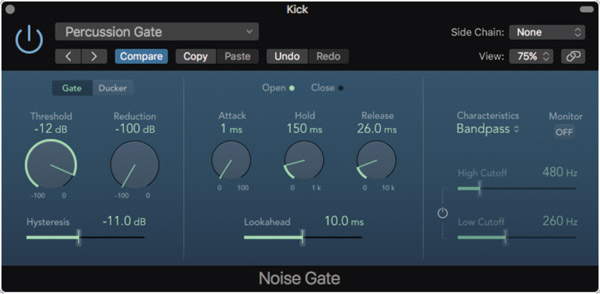 Kick
Percussion Gate
Side Chain: None
Compare Copy Paste Undo Redo
View: 75%
Gate Ducker
Open Close
Threshold Reduction Attack Hold Release Characteristics Monitor
-12 dB -100 dB 1 ms 150 ms 26.0 ms Bandpass OFF
-100 0 -100 0 0 100 0 1 k 0 10 k
High Cutoff 480 Hz
Hysteresis -11.0 dB Lookahead 10.0 ms
Low Cutoff 260 Hz
Noise Gate